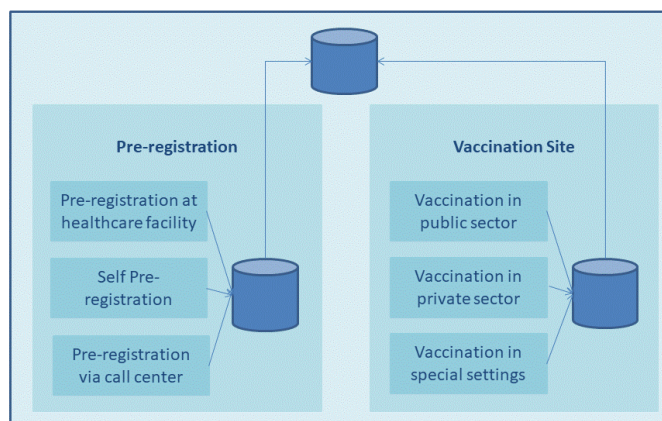 Pre-registration
Pre-registration at
healthcare facility
Self Pre-
registration
Pre-registration
via call center
Vaccination Site
Vaccination in
public sector
Vaccination in
private sector
Vaccination in
special settings